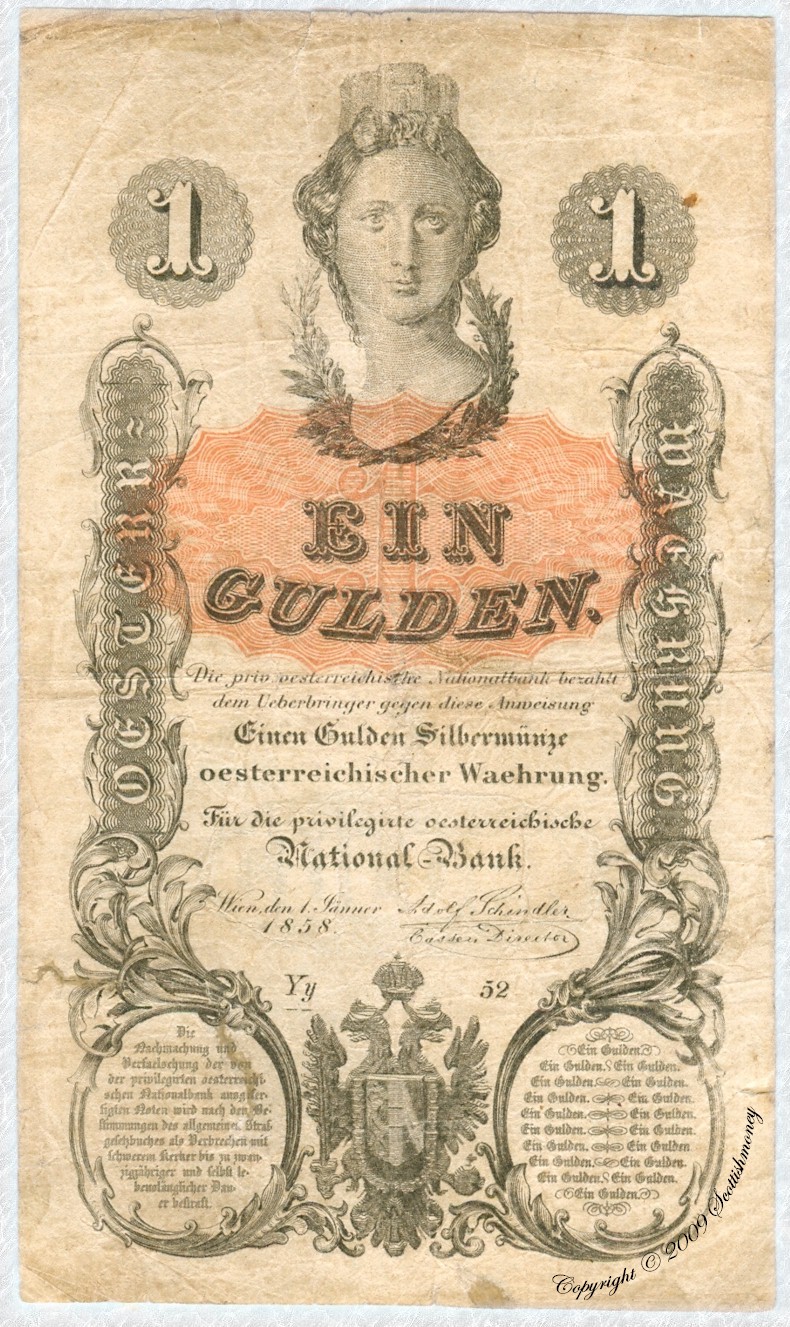 1 1
OESTERR~
WAEHRUNG
EIN
GULDEN.
Die priv. oesterreichische Nationalbank bezahlt
dem Ueberbringer gegen diese Anweisung
Einen Gulden Silbermünze
oesterreichischer Waehrung.
Für die privilegirte oesterreichische
National-Bank.
Wien, den 1. Jänner
1858.
Adolf Schindler
Cassen Director
Yy 52
Die
Nachmachung und
Verfaelschung der von
der privilegirten oesterreichi-
schen Nationalbank ausgefer-
tigten Noten wird nach den Be-
stimmungen des allgemeinen Straf
gesetzbuches als Verbrechen mit
schwerem Kerker bis zu zwan-
zigjähriger und selbst le-
benslänglicher Dau-
er bestraft.
Ein Gulden.
Ein Gulden. Ein Gulden.
Ein Gulden. Ein Gulden.
Ein Gulden. Ein Gulden.
Ein Gulden. Ein Gulden.
Ein Gulden. Ein Gulden.
Ein Gulden. Ein Gulden
Ein Gulden. Ein Gulden.
Ein Gulden. Ein Gulden.
Ein Gulden.
Copyright © 2009 Scottishmoney